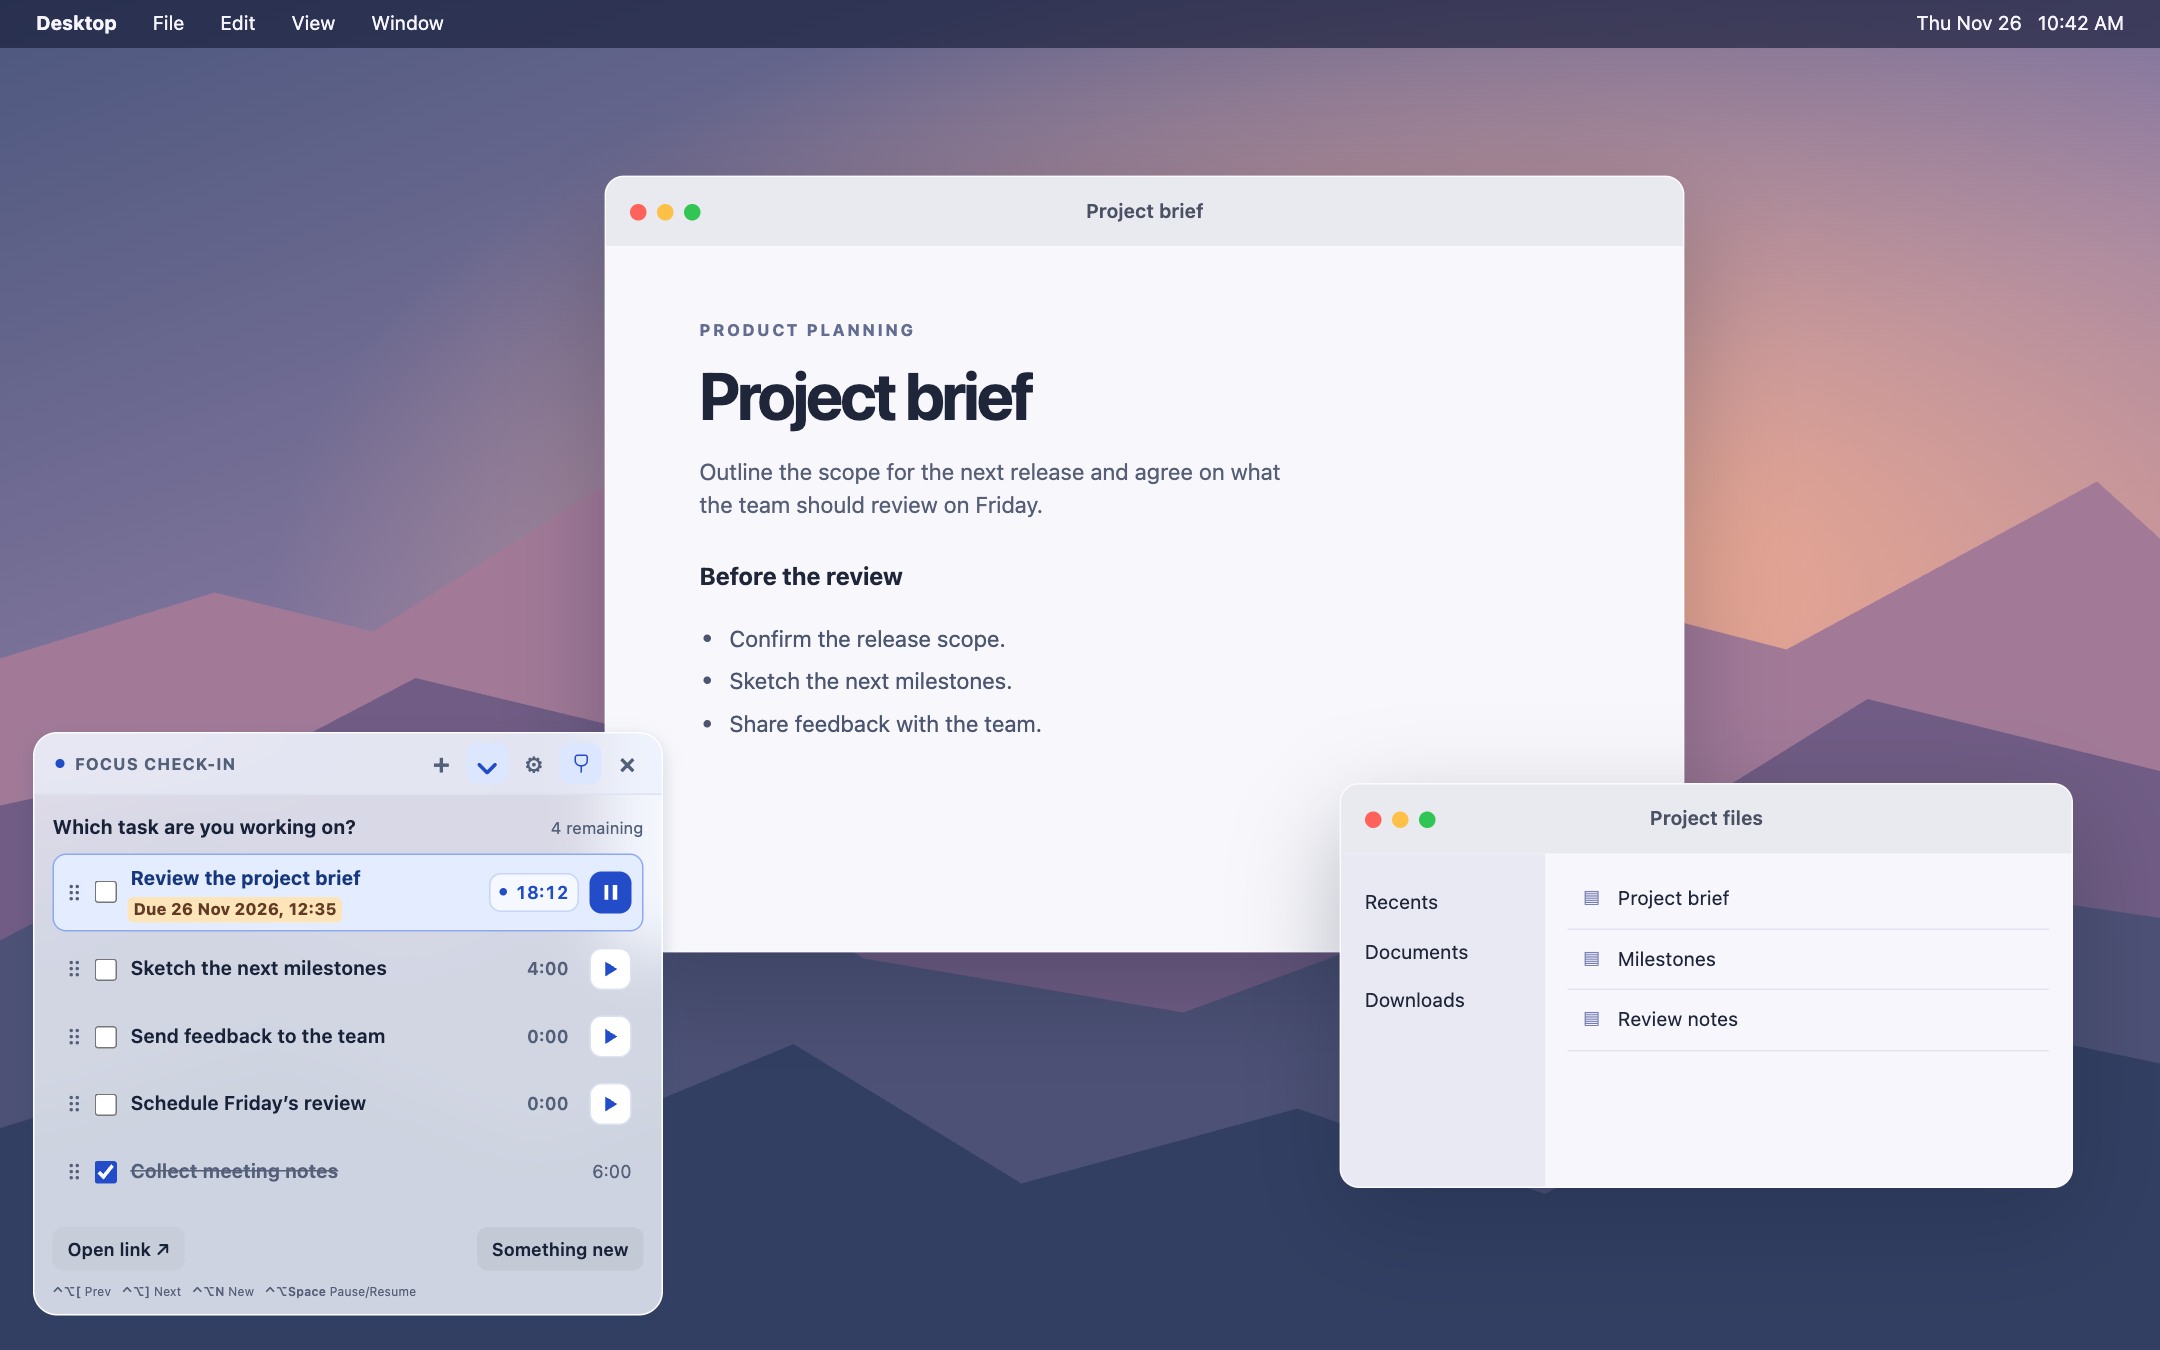 Desktop File Edit View Window Thu Nov 26 10:42 AM
Project brief
PRODUCT PLANNING
Project brief
Outline the scope for the next release and agree on what
the team should review on Friday.
Before the review
• Confirm the release scope.
• Sketch the next milestones.
• Share feedback with the team.
FOCUS CHECK-IN
Which task are you working on? 4 remaining
Review the project brief 18:12
Due 26 Nov 2026, 12:35
Sketch the next milestones 4:00
Send feedback to the team 0:00
Schedule Friday’s review 0:00
Collect meeting notes 6:00
Open link ↗ Something new
^⌥[ Prev ^⌥] Next ^⌥N New ^⌥Space Pause/Resume
Project files
Recents
Documents
Downloads
Project brief
Milestones
Review notes